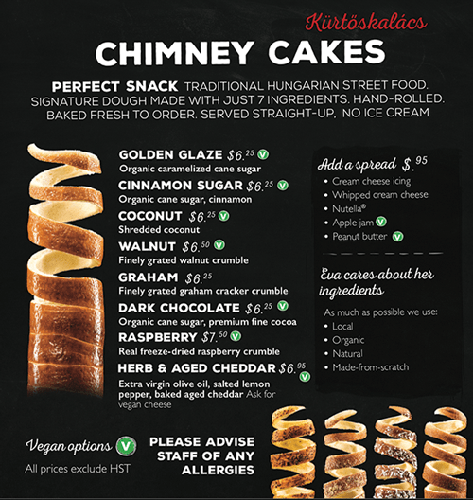 Kürtőskalács
CHIMNEY CAKES
PERFECT SNACK TRADITIONAL HUNGARIAN STREET FOOD.
SIGNATURE DOUGH MADE WITH JUST 7 INGREDIENTS. HAND-ROLLED.
BAKED FRESH TO ORDER. SERVED STRAIGHT-UP, NO ICE CREAM
GOLDEN GLAZE $6.25 V
Organic caramelized cane sugar
CINNAMON SUGAR $6.25 V
Organic cane sugar, cinnamon
COCONUT $6.25 V
Shredded coconut
WALNUT $6.50 V
Finely grated walnut crumble
GRAHAM $6.25
Finely grated graham cracker crumble
DARK CHOCOLATE $6.25 V
Organic cane sugar, premium fine cocoa
RASPBERRY $7.50 V
Real freeze-dried raspberry crumble
HERB & AGED CHEDDAR $6.95 V
Extra virgin olive oil, salted lemon
pepper, baked aged cheddar Ask for
vegan cheese
Add a spread $.95
• Cream cheese icing
• Whipped cream cheese
• Nutella®
• Apple jam V
• Peanut butter V
Eva cares about her
ingredients
As much as possible we use:
• Local
• Organic
• Natural
• Made-from-scratch
Vegan options V
All prices exclude HST
PLEASE ADVISE
STAFF OF ANY
ALLERGIES